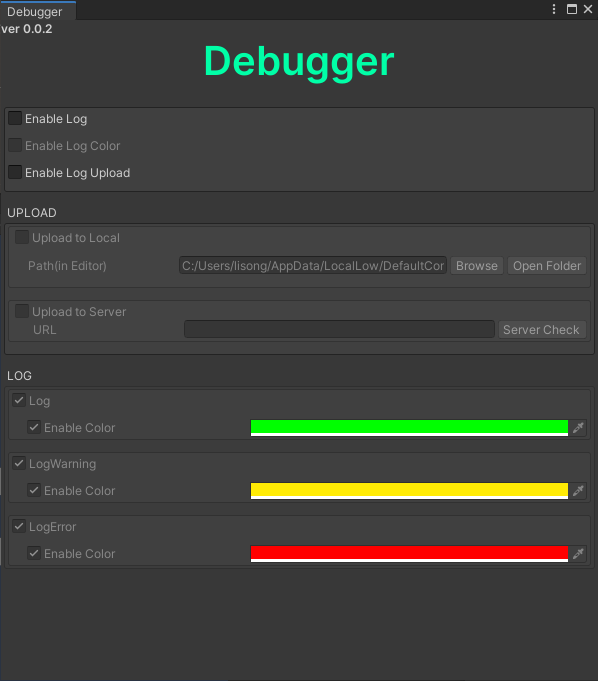 Debugger
ver 0.0.2
Debugger
Enable Log
Enable Log Color
Enable Log Upload
UPLOAD
Upload to Local
Path(in Editor) C:/Users/lisong/AppData/LocalLow/DefaultCor Browse Open Folder
Upload to Server
URL Server Check
LOG
Log
Enable Color
LogWarning
Enable Color
LogError
Enable Color